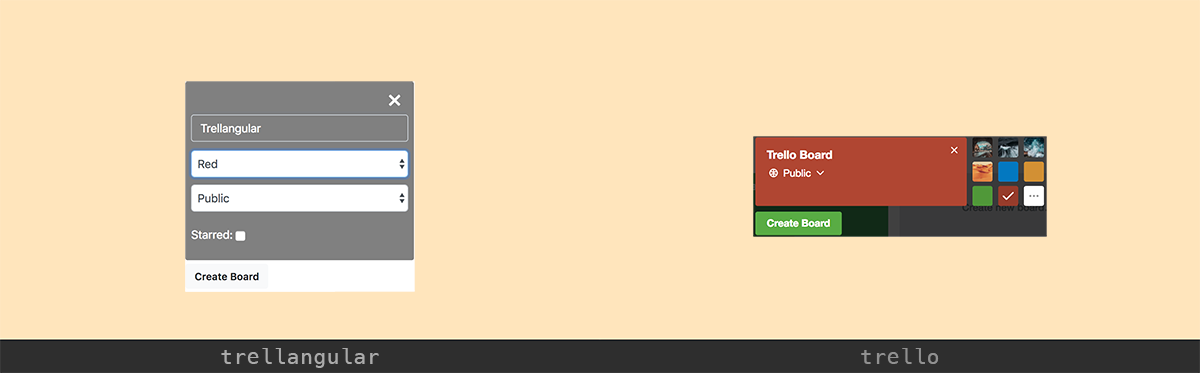 Trellangular
Red
Public
Starred:
Create Board
Trello Board
Public
Create new board
Create Board
trellangular
trello